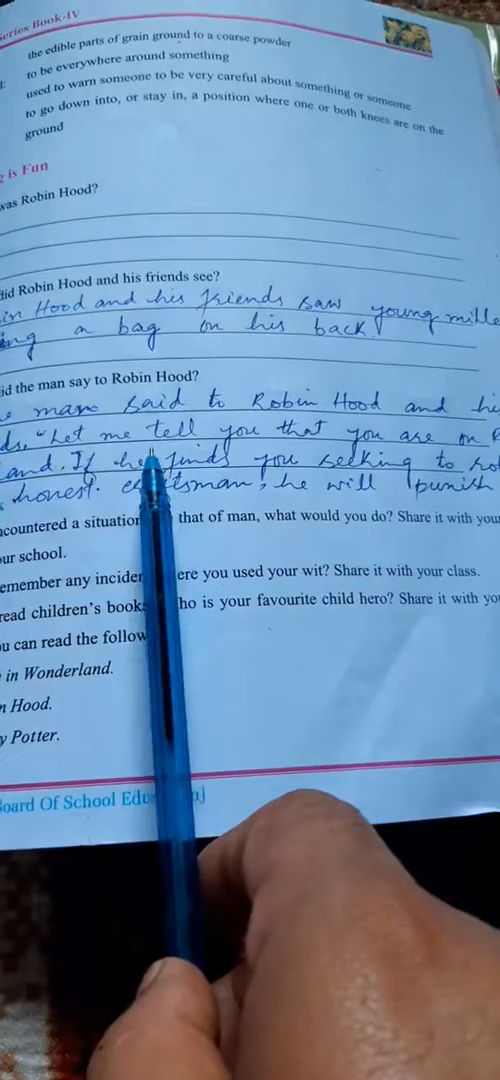 Series Book-IV
the edible parts of grain ground to a coarse powder
to be everywhere around something
used to warn someone to be very careful about something or someone
to go down into, or stay in, a position where one or both knees are on the
ground
is Fun
was Robin Hood?
did Robin Hood and his friends see?
in Hood and his friends saw young mille
ing a bag on his back
id the man say to Robin Hood?
e man said to Robin Hood and hi
ds, "Let me tell you that you are on R
and. If he finds you seeking to ro
honest he will punish
ncountered a situation that of man, what would you do? Share it with you
our school.
emember any inciden ere you used your wit? Share it with your class.
read children's books ho is your favourite child hero? Share it with yo
u can read the follow
in Wonderland.
n Hood.
y Potter.
Board Of School Edu